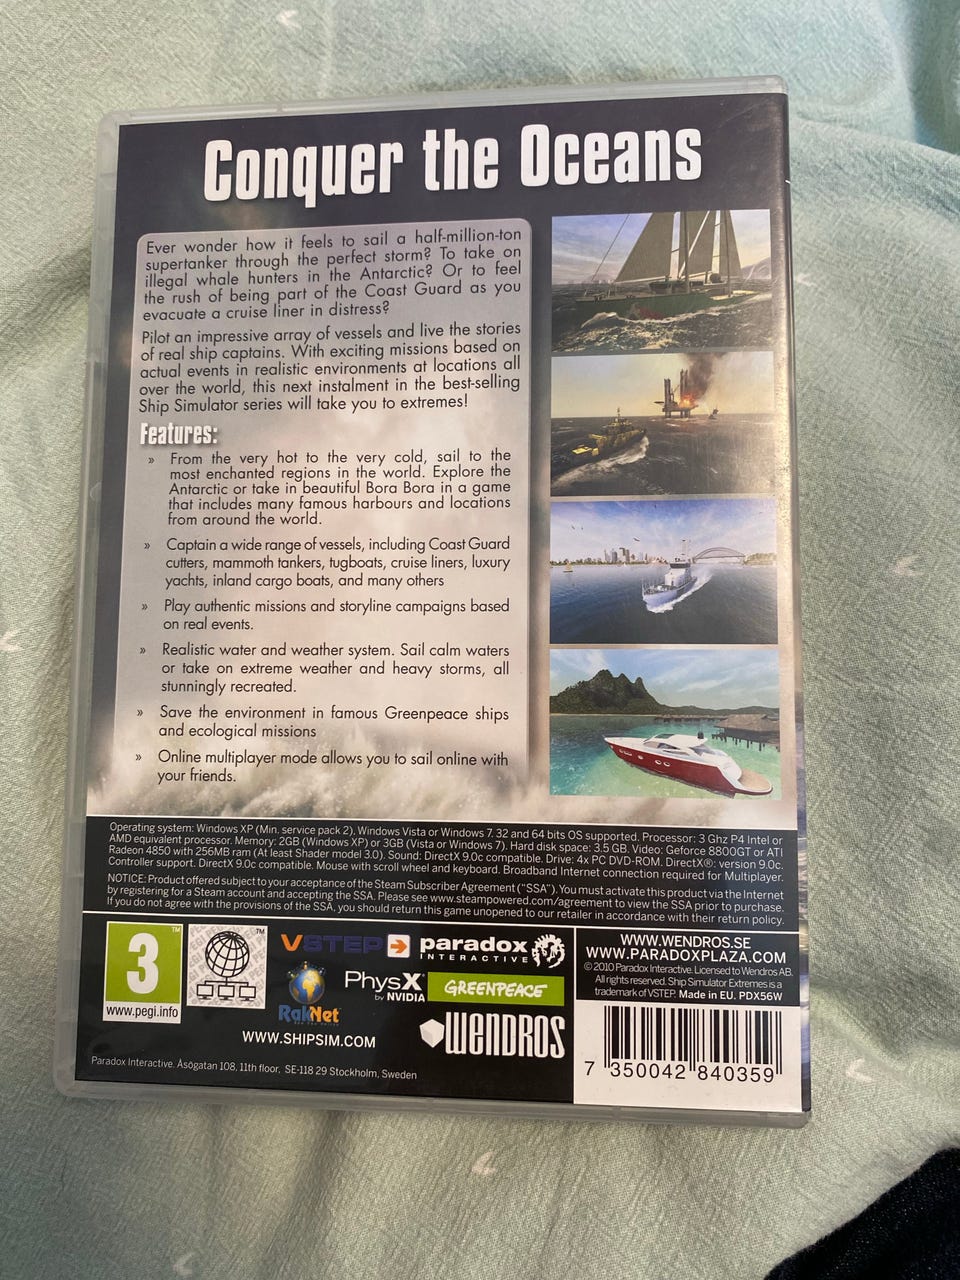 Conquer the Oceans
Ever wonder how it feels to sail a half-million-ton
supertanker through the perfect storm? To take on
illegal whale hunters in the Antarctic? Or to feel
the rush of being part of the Coast Guard as you
evacuate a cruise liner in distress?
Pilot an impressive array of vessels and live the stories
of real ship captains. With exciting missions based on
actual events in realistic environments at locations all
over the world, this next instalment in the best-selling
Ship Simulator series will take you to extremes!
Features:
» From the very hot to the very cold, sail to the
most enchanted regions in the world. Explore the
Antarctic or take in beautiful Bora Bora in a game
that includes many famous harbours and locations
from around the world.
» Captain a wide range of vessels, including Coast Guard
cutters, mammoth tankers, tugboats, cruise liners, luxury
yachts, inland cargo boats, and many others
» Play authentic missions and storyline campaigns based
on real events.
» Realistic water and weather system. Sail calm waters
or take on extreme weather and heavy storms, all
stunningly recreated.
» Save the environment in famous Greenpeace ships
and ecological missions
» Online multiplayer mode allows you to sail online with
your friends.
Operating system: Windows XP (Min. service pack 2), Windows Vista or Windows 7. 32 and 64 bits OS supported. Processor: 3 Ghz P4 Intel or
AMD equivalent processor. Memory: 2GB (Windows XP) or 3GB (Vista or Windows 7). Hard disk space: 3.5 GB. Video: Geforce 8800GT or ATI
Radeon 4850 with 256MB ram (At least Shader model 3.0). Sound: DirectX 9.0c compatible. Drive: 4x PC DVD-ROM. DirectX®: version 9.0c.
Controller support. DirectX 9.0c compatible. Mouse with scroll wheel and keyboard. Broadband Internet connection required for Multiplayer.
NOTICE: Product offered subject to your acceptance of the Steam Subscriber Agreement ("SSA"). You must activate this product via the Internet
by registering for a Steam account and accepting the SSA. Please see www.steampowered.com/agreement to view the SSA prior to purchase.
If you do not agree with the provisions of the SSA, you should return this game unopened to our retailer in accordance with their return policy.
3 ™
www.pegi.info
™
VSTEP
paradox
INTERACTIVE
PhysX
by NVIDIA
GREENPEACE
RakNet
WENDROS
WWW.SHIPSIM.COM
Paradox Interactive. Åsögatan 108, 11th floor, SE-118 29 Stockholm, Sweden
WWW.WENDROS.SE
WWW.PARADOXPLAZA.COM
© 2010 Paradox Interactive. Licensed to Wendros AB.
All rights reserved. Ship Simulator Extremes is a
trademark of VSTEP. Made in EU. PDX56W
7 350042 840359